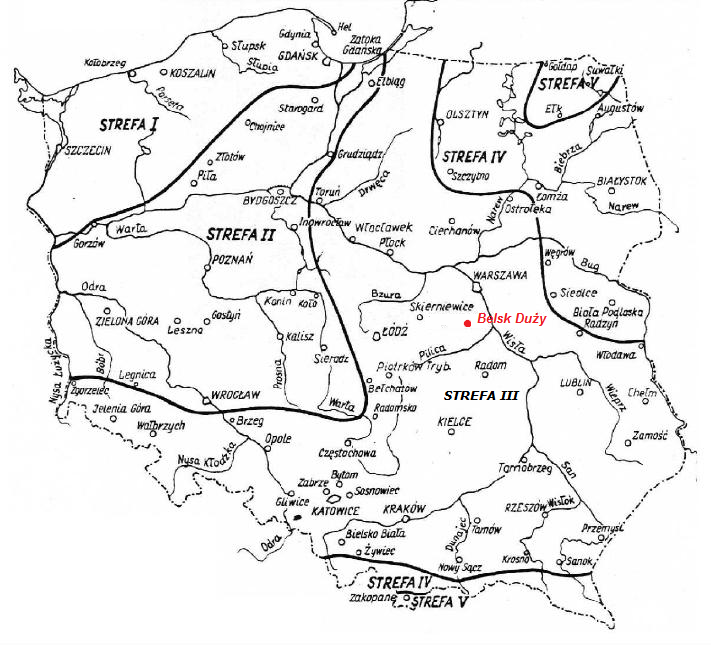 Hel
Gdynia
Zatoka
Gdańska
GDAŃSK
Słupsk
Słupia
Kołobrzeg
KOSZALIN
Parsęta
Elbląg
Gołdap
Suwałki
STREFA V
Ełk
Augustów
STREFA I
Starogard
Chojnice
OLSZTYN
SZCZECIN
STREFA IV
Biebrza
Szczytno
Grudziądz
Złotów
Piła
Drwęca
Łomża
BIAŁYSTOK
Narew
Narew
Ostrołęka
BYDGOSZCZ
Toruń
Inowrocław
Gorzów
Warta
STREFA II
Włocławek
Płock
Ciechanów
POZNAŃ
Węgrów
Bug
WARSZAWA
Odra
Bzura
Konin
Koło
Siedlce
Biała Podlaska
Radzyń
Skierniewice
Belsk Duży
ZIELONA GÓRA
Leszno
Gostyń
Kalisz
ŁÓDŹ
Wisła
Włodawa
Nysa Łużycka
Bóbr
Sieradz
Pilica
Piotrków Tryb.
Radom
Zgorzelec
Legnica
Prosna
Bełchatów
STREFA III
LUBLIN
Wieprz
Chełm
WROCŁAW
Warta
Radomsko
Jelenia Góra
Wałbrzych
Brzeg
KIELCE
Zamość
Opole
Częstochowa
Nysa Kłodzka
Tarnobrzeg
San
Bytom
Zabrze
Sosnowiec
Gliwice
KATOWICE
KRAKÓW
RZESZÓW
Wisłok
Odra
Bielsko Biała
Dunajec
Przemyśl
Żywiec
Nowy Sącz
Krosno
Sanok
STREFA IV
Zakopane
STREFA V